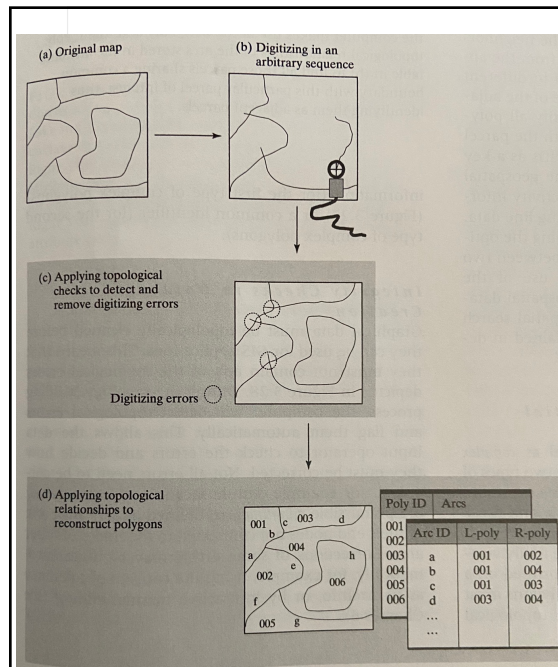 (a) Original map
(b) Digitizing in an
arbitrary sequence
(c) Applying topological
checks to detect and
remove digitizing errors
Digitizing errors
(d) Applying topological
relationships to
reconstruct polygons
001 c 003 d
b
a 004
e h
002
006
f
005 g
Poly ID Arcs
001
002
003
004
005
006
Arc ID L-poly R-poly
a 001 002
b 001 004
c 001 003
d 003 004
...
...